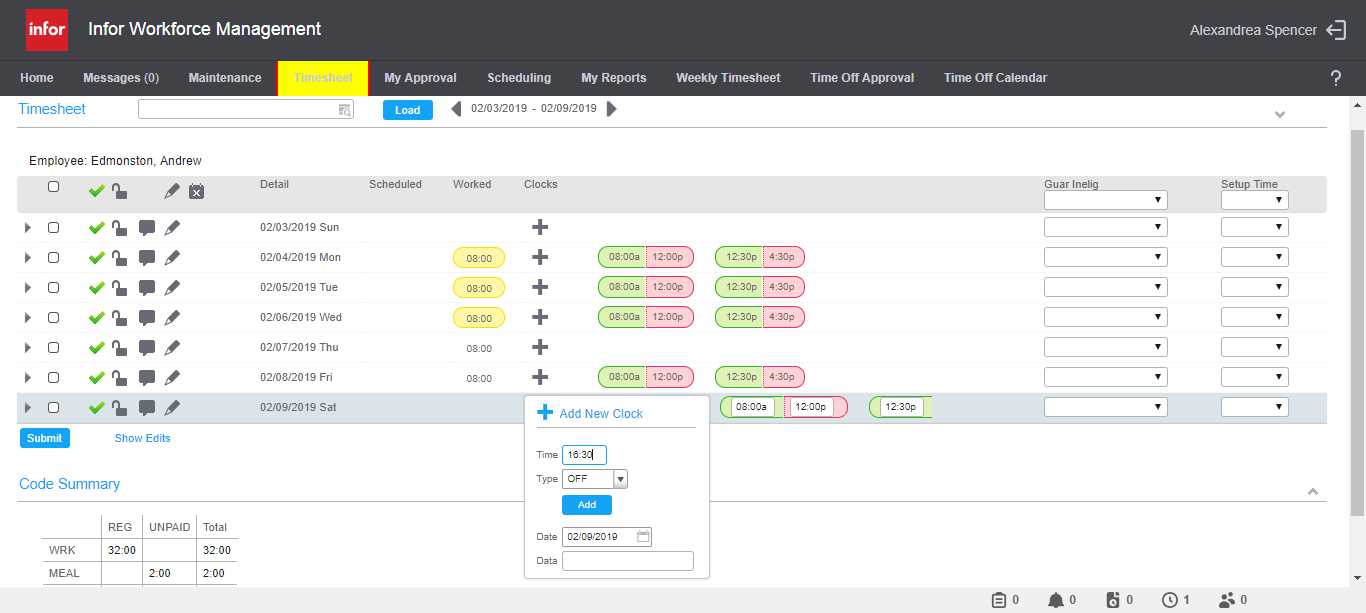 infor Infor Workforce Management Alexandrea Spencer
Home Messages (0) Maintenance Timesheet My Approval Scheduling My Reports Weekly Timesheet Time Off Approval Time Off Calendar ?
Timesheet Load 02/03/2019 - 02/09/2019
Employee: Edmonston, Andrew
Detail Scheduled Worked Clocks Guar Inelig Setup Time
02/03/2019 Sun
02/04/2019 Mon 08:00 08:00a 12:00p 12:30p 4:30p
02/05/2019 Tue 08:00 08:00a 12:00p 12:30p 4:30p
02/06/2019 Wed 08:00 08:00a 12:00p 12:30p 4:30p
02/07/2019 Thu 08:00
02/08/2019 Fri 08:00 08:00a 12:00p 12:30p 4:30p
02/09/2019 Sat 08:00a 12:00p 12:30p
Add New Clock
Time 16:30
Type OFF
Add
Date 02/09/2019
Data
Submit Show Edits
Code Summary
REG UNPAID Total
WRK 32:00 32:00
MEAL 2:00 2:00
0 0 0 1 0